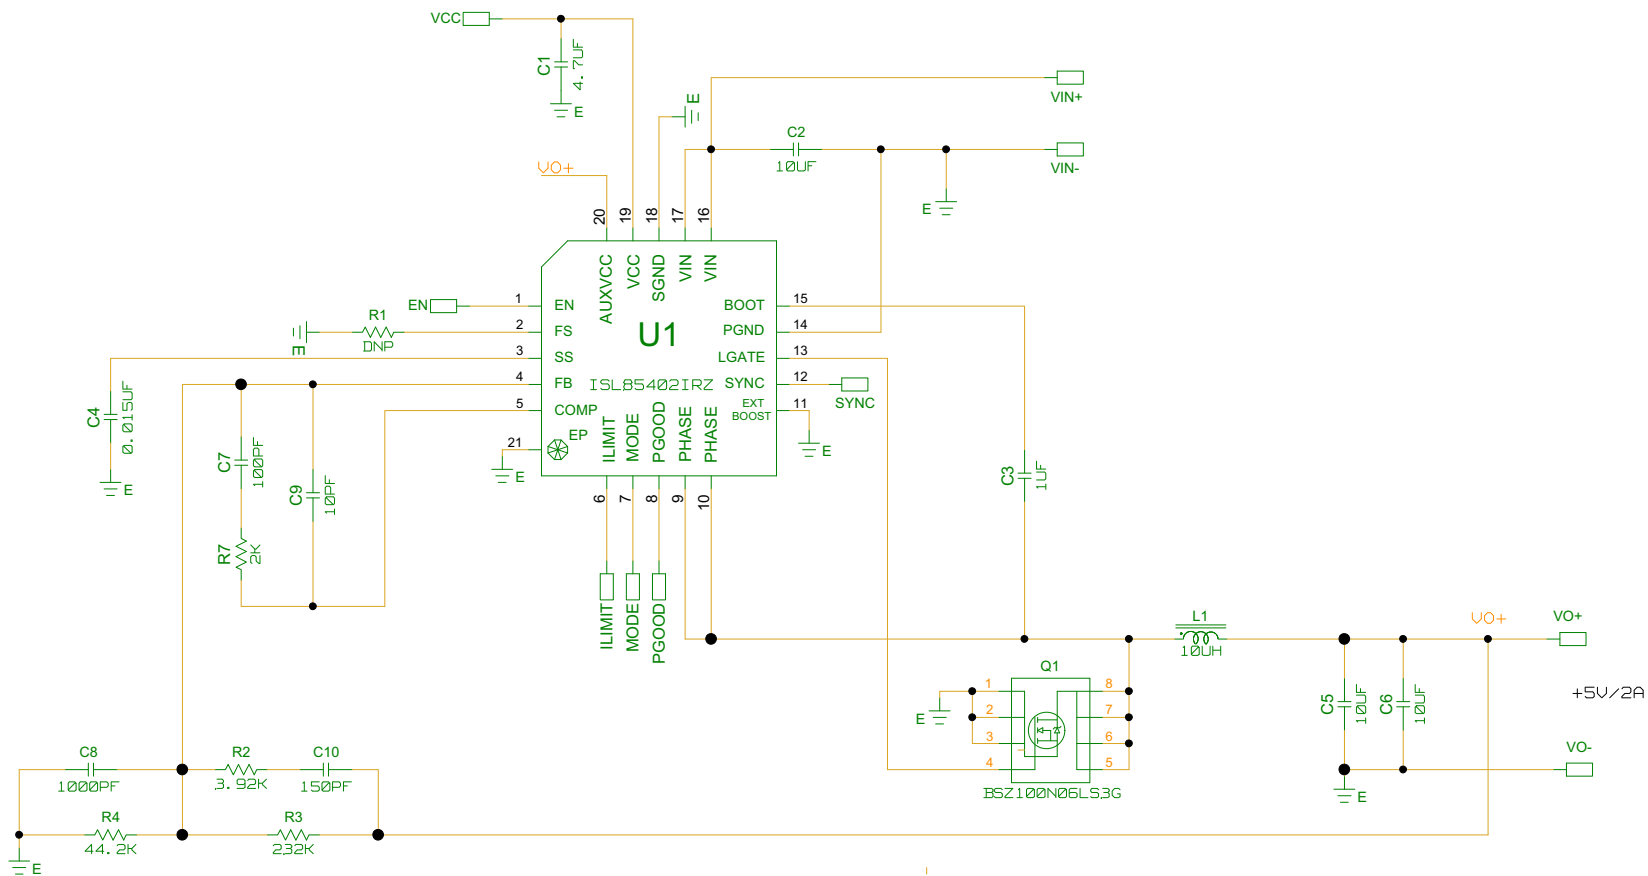 VCC
C1
4.7UF
E
E
VIN+
C2
10UF
VIN-
E
VO+
20
19
18
17
16
AUXVCC
VCC
SGND
VIN
VIN
EN
1
EN
R1
DNP
E
2
FS
3
SS
4
FB
5
COMP
21
EP
E
U1
ISL85402IRZ
BOOT
15
PGND
14
LGATE
13
SYNC
12
SYNC
EXT
BOOST
11
E
ILIMIT
MODE
PGOOD
PHASE
PHASE
6
7
8
9
10
ILIMIT
MODE
PGOOD
C4
0.015UF
E
C7
100PF
C9
10PF
R7
2K
C3
1UF
L1
10UH
VO+
VO+
Q1
1
2
3
4
8
7
6
5
E
BSZ100N06LS3G
C5
10UF
C6
10UF
+5V/2A
VO-
E
C8
1000PF
R2
3.92K
C10
150PF
R4
44.2K
R3
232K
E